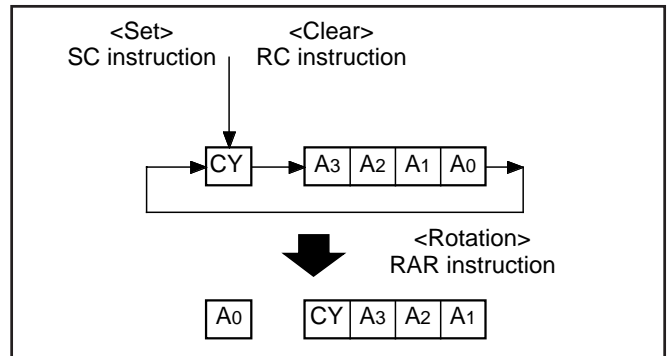 <Set> <Clear>
SC instruction RC instruction
CY A3 A2 A1 A0
<Rotation>
RAR instruction
A0 CY A3 A2 A1